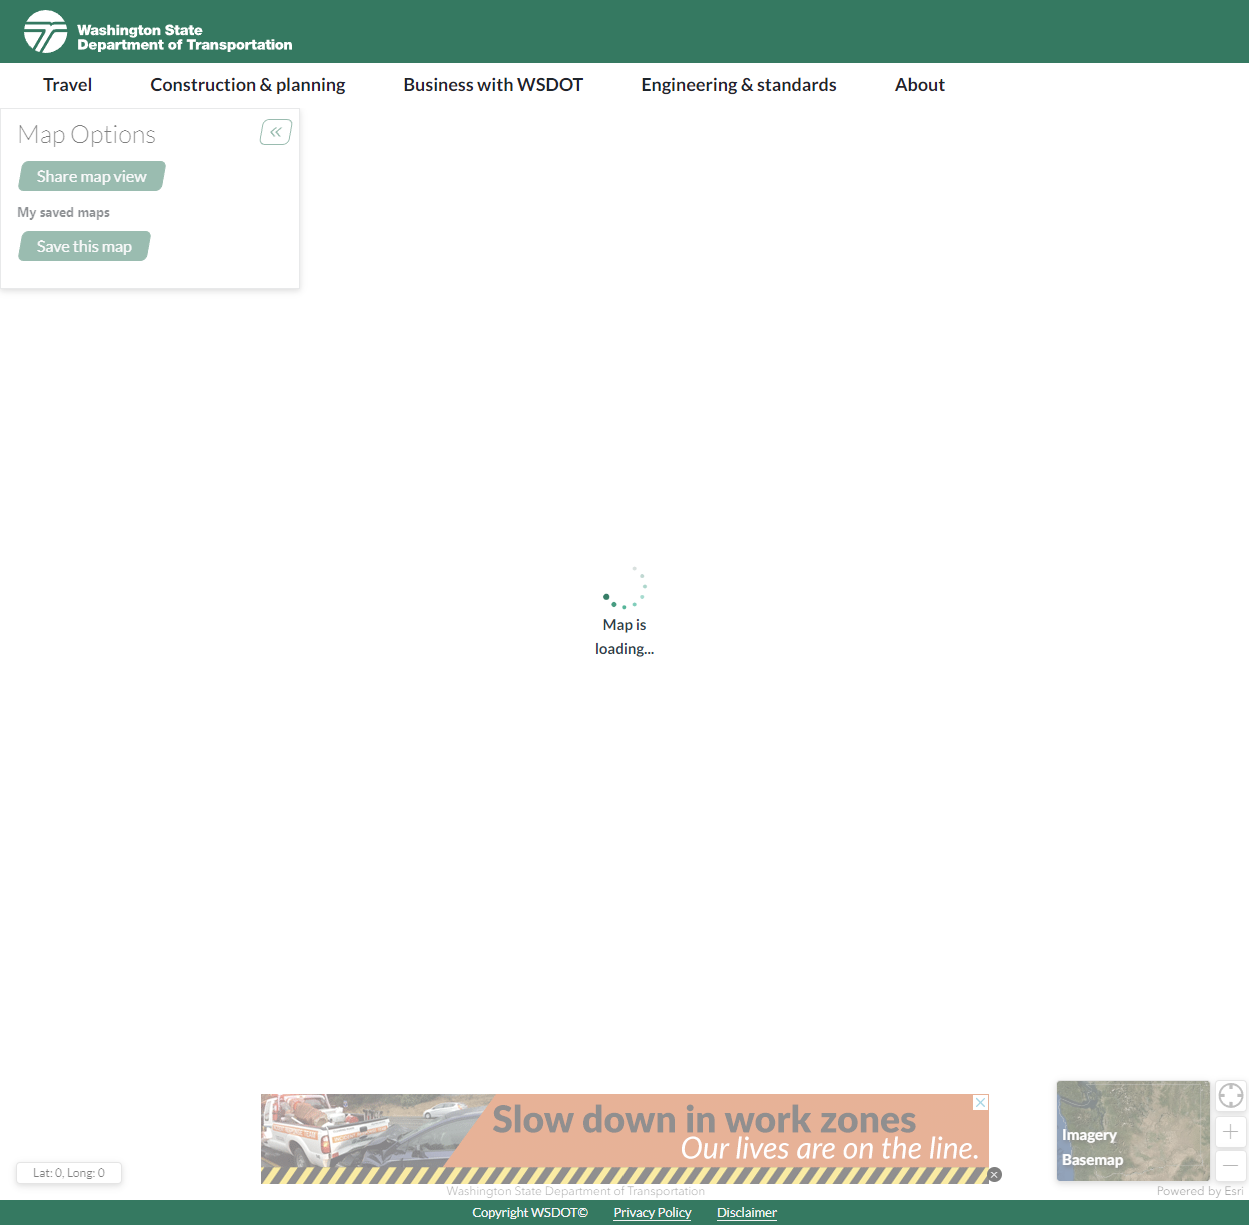 Washington State
Department of Transportation
Travel
Construction & planning
Business with WSDOT
Engineering & standards
About
Map Options
Share map view
My saved maps
Save this map
Map is
loading...
Slow down in work zones
Our lives are on the line.
Imagery
Basemap
Lat: 0, Long: 0
Washington State Department of Transportation
Powered by Esri
Copyright WSDOT©
Privacy Policy
Disclaimer